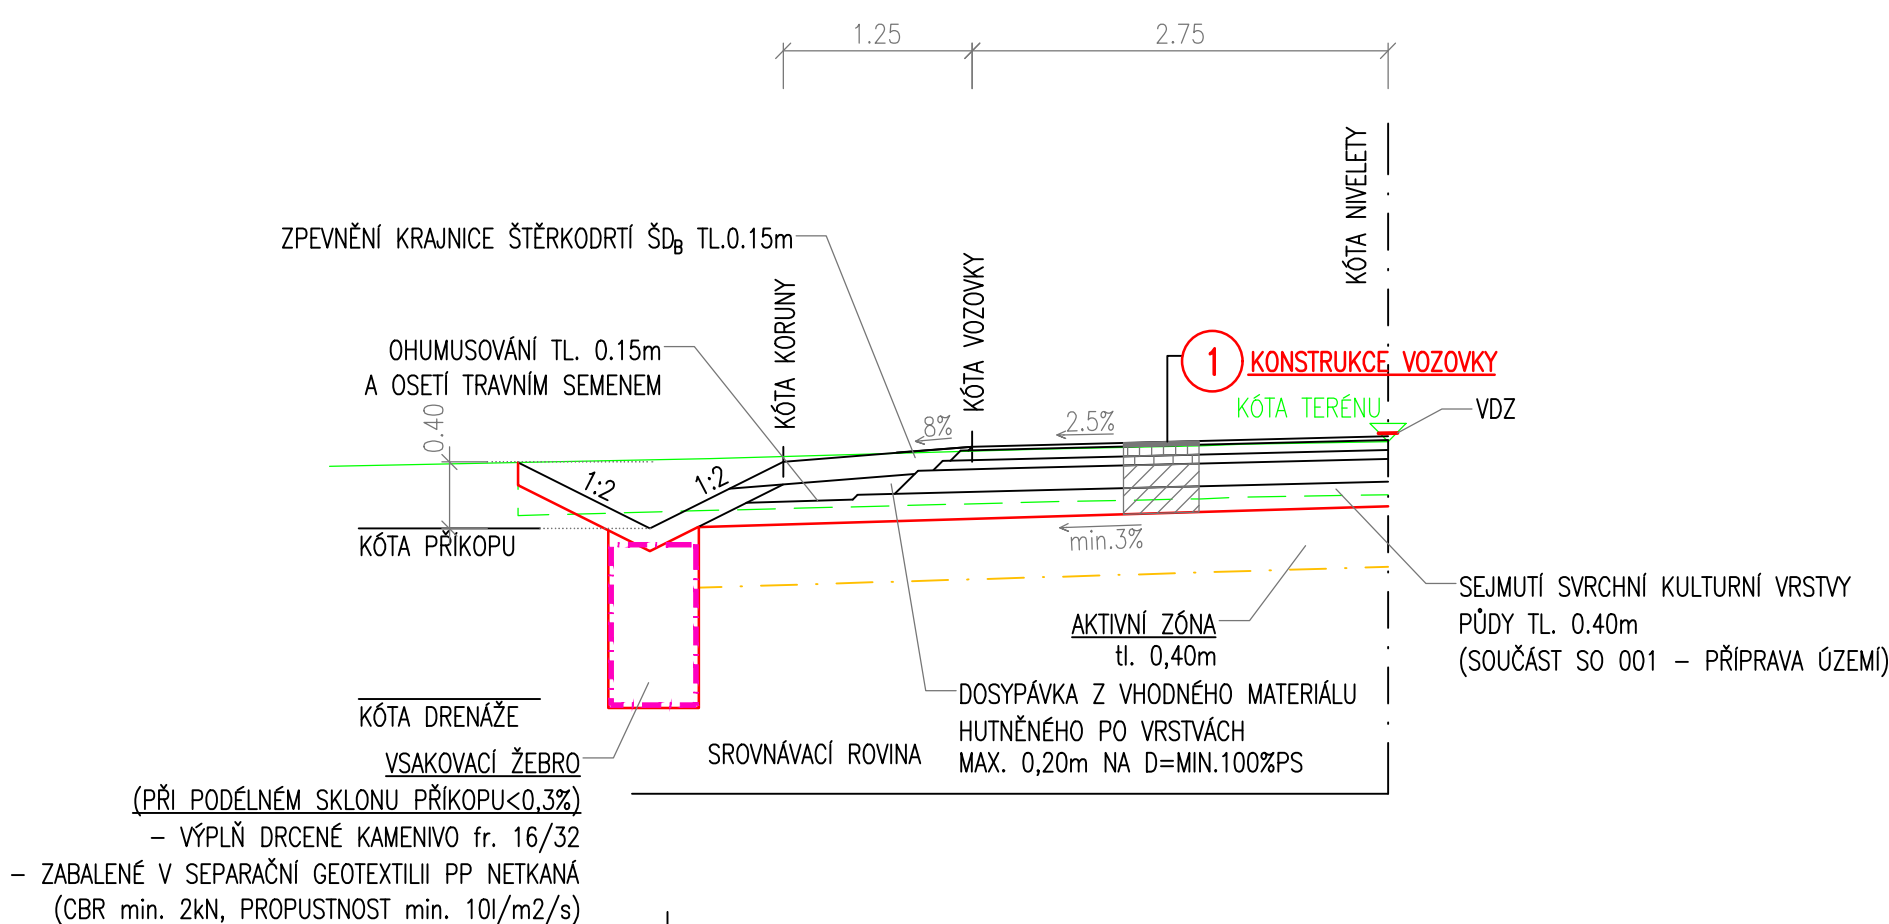 1.25
2.75
KÓTA NIVELETY
ZPEVNĚNÍ KRAJNICE ŠTĚRKODRTÍ ŠDB TL.0.15m
KÓTA KORUNY
KÓTA VOZOVKY
OHUMUSOVÁNÍ TL. 0.15m
A OSETÍ TRAVNÍM SEMENEM
1
KONSTRUKCE VOZOVKY
KÓTA TERÉNU
VDZ
0.40
8%
2.5%
1:2
1:2
KÓTA PŘÍKOPU
min.3%
SEJMUTÍ SVRCHNÍ KULTURNÍ VRSTVY
PŮDY TL. 0.40m
(SOUČÁST SO 001 – PŘÍPRAVA ÚZEMÍ)
AKTIVNÍ ZÓNA
tl. 0,40m
KÓTA DRENÁŽE
DOSYPÁVKA Z VHODNÉHO MATERIÁLU
HUTNĚNÉHO PO VRSTVÁCH
MAX. 0,20m NA D=MIN.100%PS
SROVNÁVACÍ ROVINA
VSAKOVACÍ ŽEBRO
(PŘI PODÉLNÉM SKLONU PŘÍKOPU<0,3%)
– VÝPLŇ DRCENÉ KAMENIVO fr. 16/32
– ZABALENÉ V SEPARAČNÍ GEOTEXTILII PP NETKANÁ
(CBR min. 2kN, PROPUSTNOST min. 10l/m2/s)